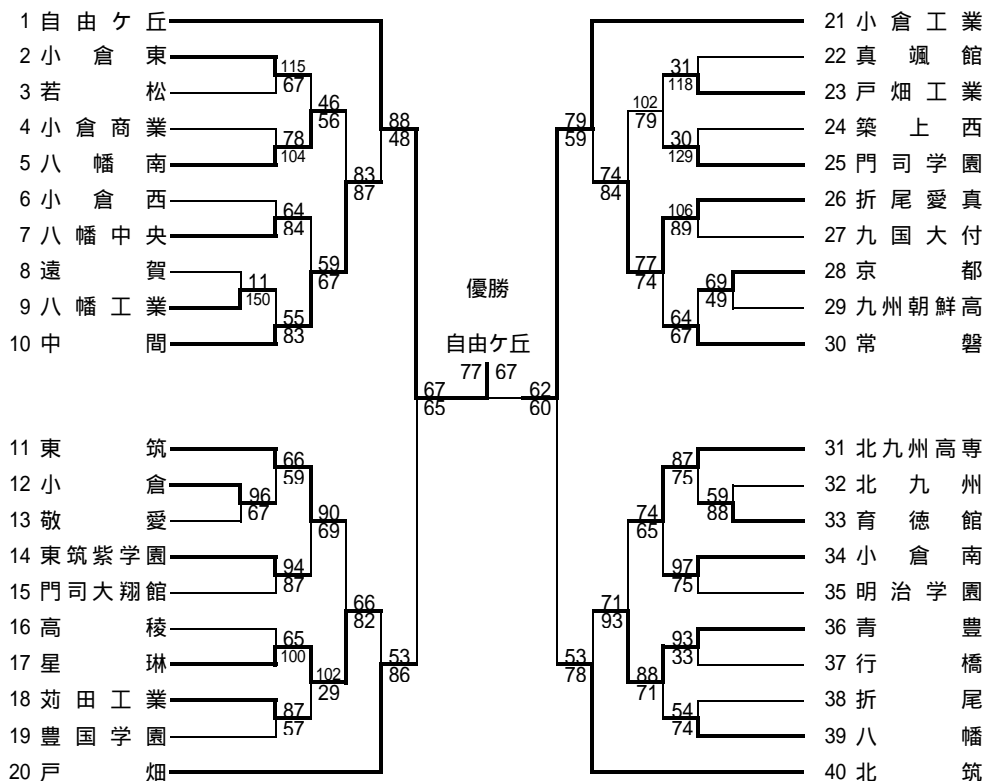 1 自由ケ丘
2 小倉東
115
67
3 若松
46
56
4 小倉商業
78
104
5 八幡南
88
48
83
87
6 小倉西
64
84
7 八幡中央
59
67
8 遠賀
11
150
9 八幡工業
55
83
10 中間
21 小倉工業
22 真颯館
31
118
23 戸畑工業
102
79
24 築上西
30
129
25 門司学園
79
59
74
84
26 折尾愛真
106
89
27 九国大付
77
74
28 京都
69
49
29 九州朝鮮高
64
67
30 常磐
優勝
自由ケ丘
77 67
67
65
62
60
11 東筑
66
59
12 小倉
96
67
13 敬愛
90
69
14 東筑紫学園
94
87
15 門司大翔館
66
82
16 高稜
65
100
17 星琳
53
86
102
29
18 苅田工業
87
57
19 豊国学園
20 戸畑
31 北九州高専
87
75
32 北九州
59
88
33 育徳館
74
65
34 小倉南
97
75
35 明治学園
71
93
36 青豊
93
33
37 行橋
53
78
88
71
38 折尾
54
74
39 八幡
40 北筑